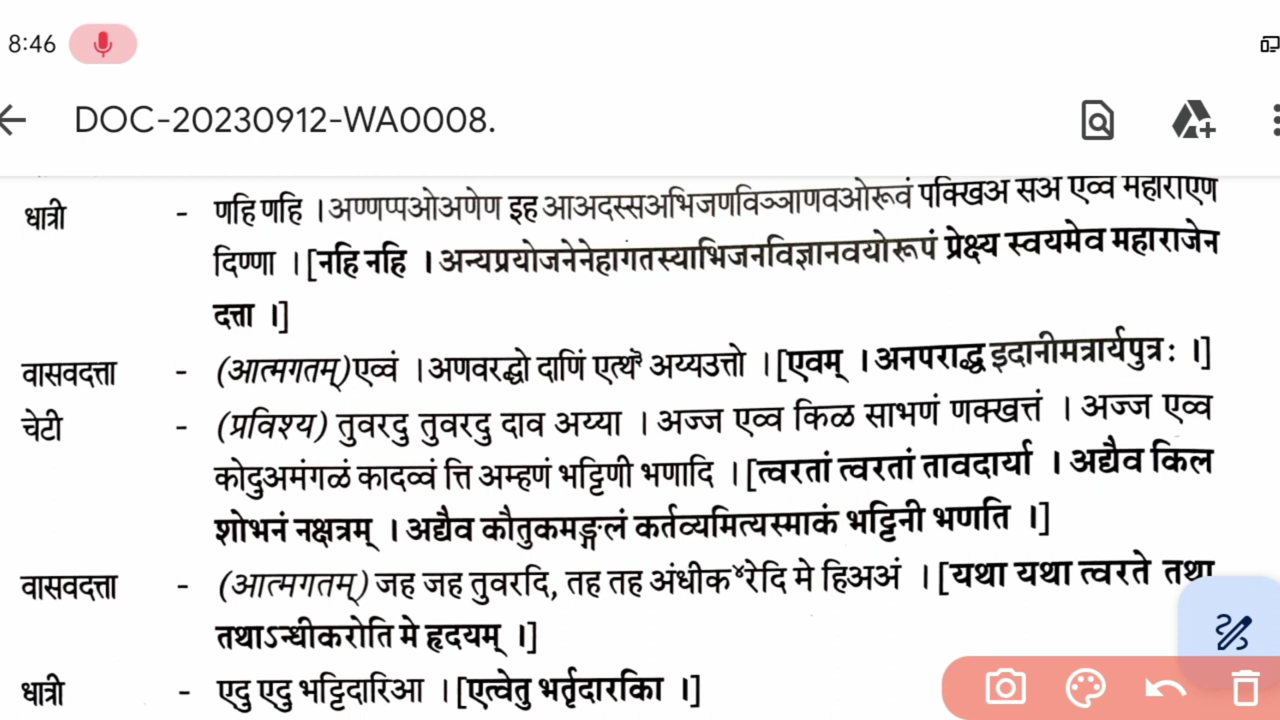 8:46
DOC-20230912-WA0008.
धात्री - णहि णहि । अण्णप्पओअणेण इह आअदस्सअभिजणविञ्ञाणवओरूवं पक्खिअ सअं एव्व महाराएण
दिण्णा । [नहि नहि । अन्यप्रयोजनेनेहागतस्याभिजनविज्ञानवयोरूपं प्रेक्ष्य स्वयमेव महाराजेन
दत्ता ।]
वासवदत्ता - (आत्मगतम्) एव्वं । अणवरद्धो दाणिं एत्थ अय्यउत्तो । [एवम् । अनपराद्ध इदानीमत्रार्यपुत्रः ।]
चेटी - (प्रविश्य) तुवरदु तुवरदु दाव अय्या । अज्ज एव्व किळ साभणं णक्खत्तं । अज्ज एव्व
कोदुअमंगळं कादव्वं त्ति अम्हणं भट्टिणी भणादि । [त्वरतां त्वरतां तावदार्या । अद्यैव किल
शोभनं नक्षत्रम् । अद्यैव कौतुकमङ्गलं कर्तव्यमित्यस्माकं भट्टिनी भणति ।]
वासवदत्ता - (आत्मगतम्) जह जह तुवरदि, तह तह अंधीकरेदि मे हिअअं । [यथा यथा त्वरते तथा
तथाऽन्धीकरोति मे हृदयम् ।]
धात्री - एदु एदु भट्टिदारिआ । [एत्वेतु भर्तृदारकिा ।]